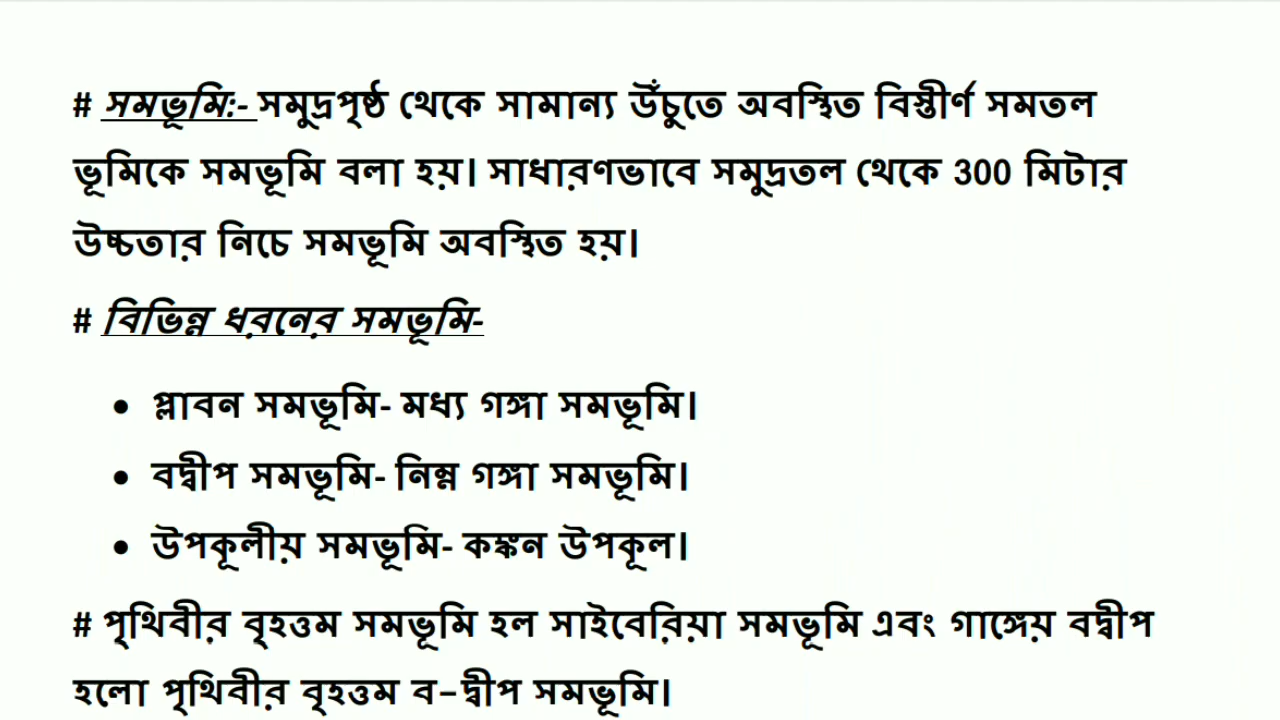 # সমভূমি:- সমুদ্রপৃষ্ঠ থেকে সামান্য উঁচুতে অবস্থিত বিস্তীর্ণ সমতল
ভূমিকে সমভূমি বলা হয়। সাধারণভাবে সমুদ্রতল থেকে 300 মিটার
উচ্চতার নিচে সমভূমি অবস্থিত হয়।
# বিভিন্ন ধরনের সমভূমি-
• প্লাবন সমভূমি- মধ্য গঙ্গা সমভূমি।
• বদ্বীপ সমভূমি- নিম্ন গঙ্গা সমভূমি।
• উপকূলীয় সমভূমি- কঙ্কন উপকূল।
# পৃথিবীর বৃহত্তম সমভূমি হল সাইবেরিয়া সমভূমি এবং গাঙ্গেয় বদ্বীপ
হলো পৃথিবীর বৃহত্তম ব-দ্বীপ সমভূমি।